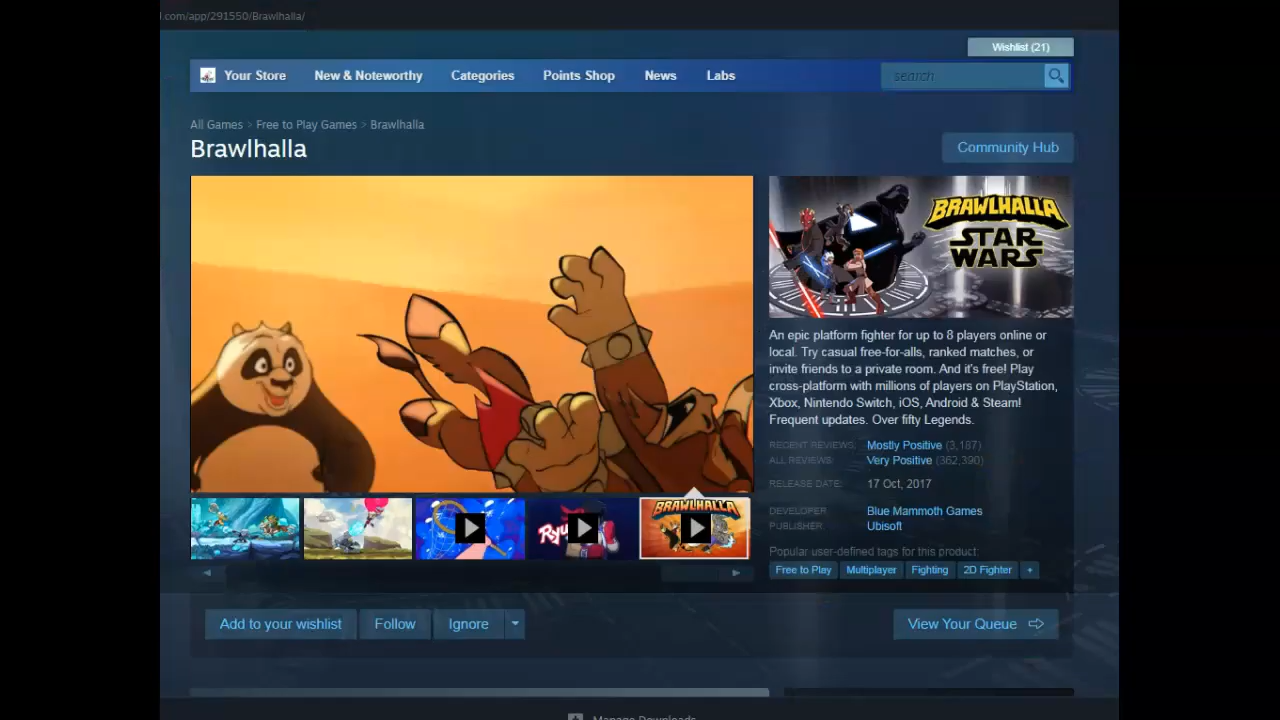 l.com/app/291550/Brawlhalla/
Wishlist (21)
Your Store New & Noteworthy Categories Points Shop News Labs search
All Games > Free to Play Games > Brawlhalla
Brawlhalla
Community Hub
BRAWLHALLA
STAR
WARS
An epic platform fighter for up to 8 players online or
local. Try casual free-for-alls, ranked matches, or
invite friends to a private room. And it's free! Play
cross-platform with millions of players on PlayStation,
Xbox, Nintendo Switch, iOS, Android & Steam!
Frequent updates. Over fifty Legends.
RECENT REVIEWS: Mostly Positive (3,187)
ALL REVIEWS: Very Positive (362,390)
RELEASE DATE: 17 Oct, 2017
DEVELOPER: Blue Mammoth Games
PUBLISHER: Ubisoft
Popular user-defined tags for this product:
Free to Play Multiplayer Fighting 2D Fighter +
Ryu
BRAWLHALLA
Add to your wishlist Follow Ignore
View Your Queue
Manage Downloads